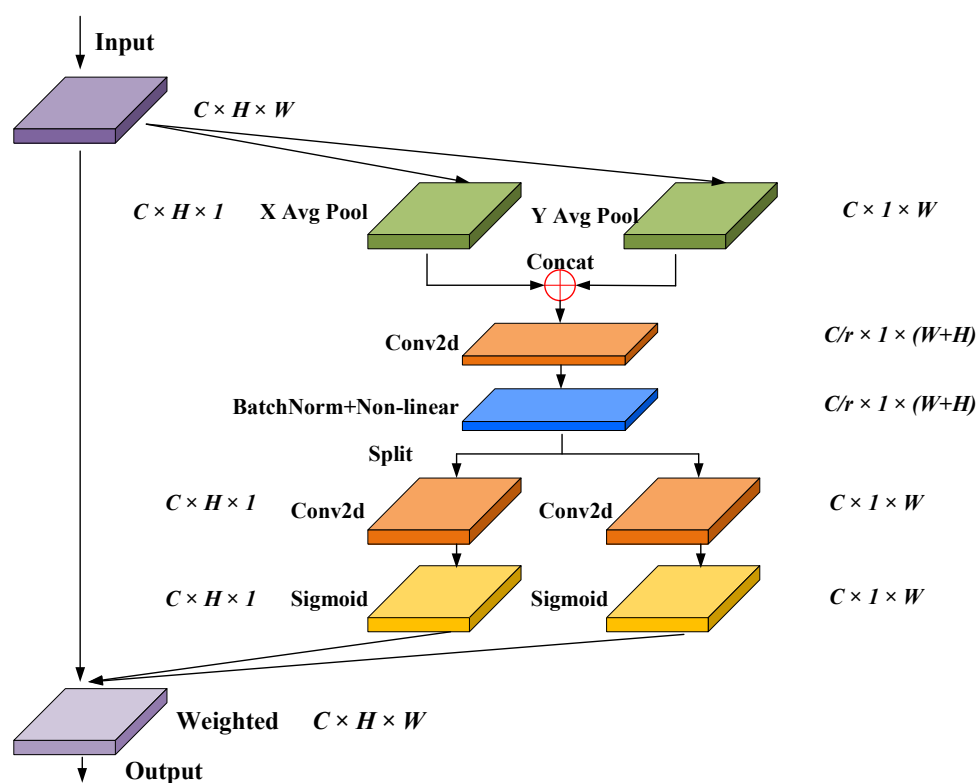 Input
C × H × W
C × H × 1
X Avg Pool
Y Avg Pool
C × 1 × W
Concat
Conv2d
C/r × 1 × (W+H)
BatchNorm+Non-linear
C/r × 1 × (W+H)
Split
C × H × 1
Conv2d
Conv2d
C × 1 × W
C × H × 1
Sigmoid
Sigmoid
C × 1 × W
Weighted
C × H × W
Output